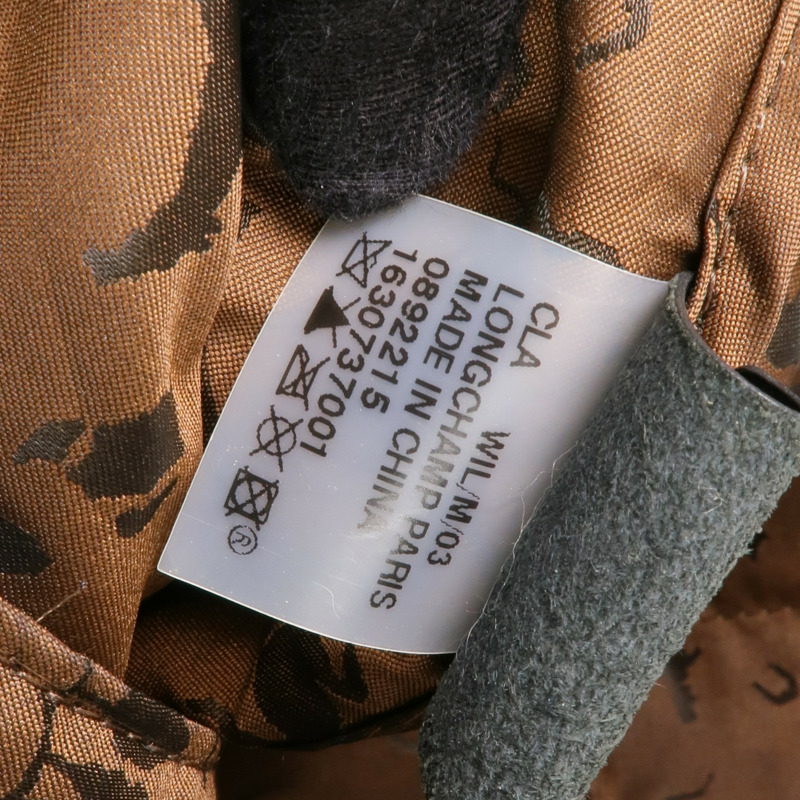 CLA WIL/M/03
LONGCHAMP PARIS
MADE IN CHINA
0892215
1630737001
®